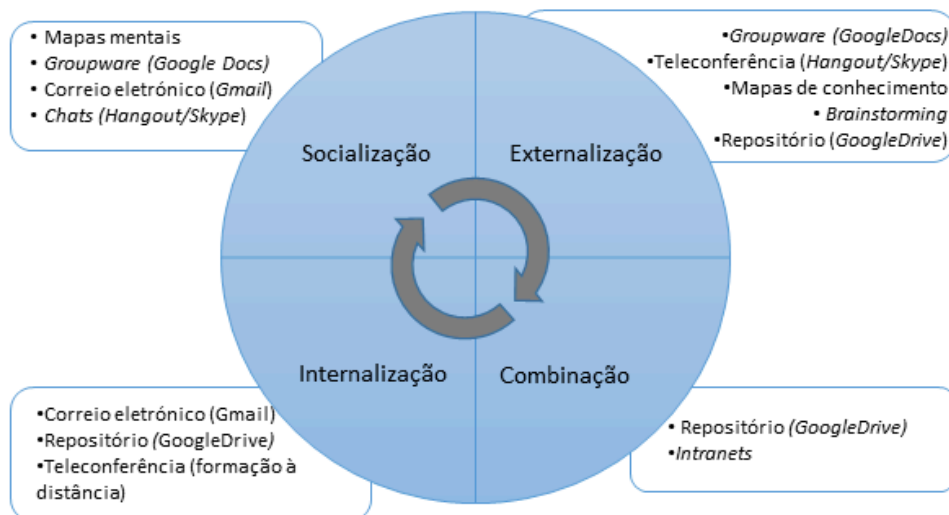 • Mapas mentais
• Groupware (Google Docs)
• Correio eletrónico (Gmail)
• Chats (Hangout/Skype)
•Groupware (GoogleDocs)
•Teleconferência (Hangout/Skype)
•Mapas de conhecimento
• Brainstorming
•Repositório (GoogleDrive)
Socialização
Externalização
Internalização
Combinação
•Correio eletrónico (Gmail)
•Repositório (GoogleDrive)
•Teleconferência (formação à
distância)
• Repositório (GoogleDrive)
•Intranets